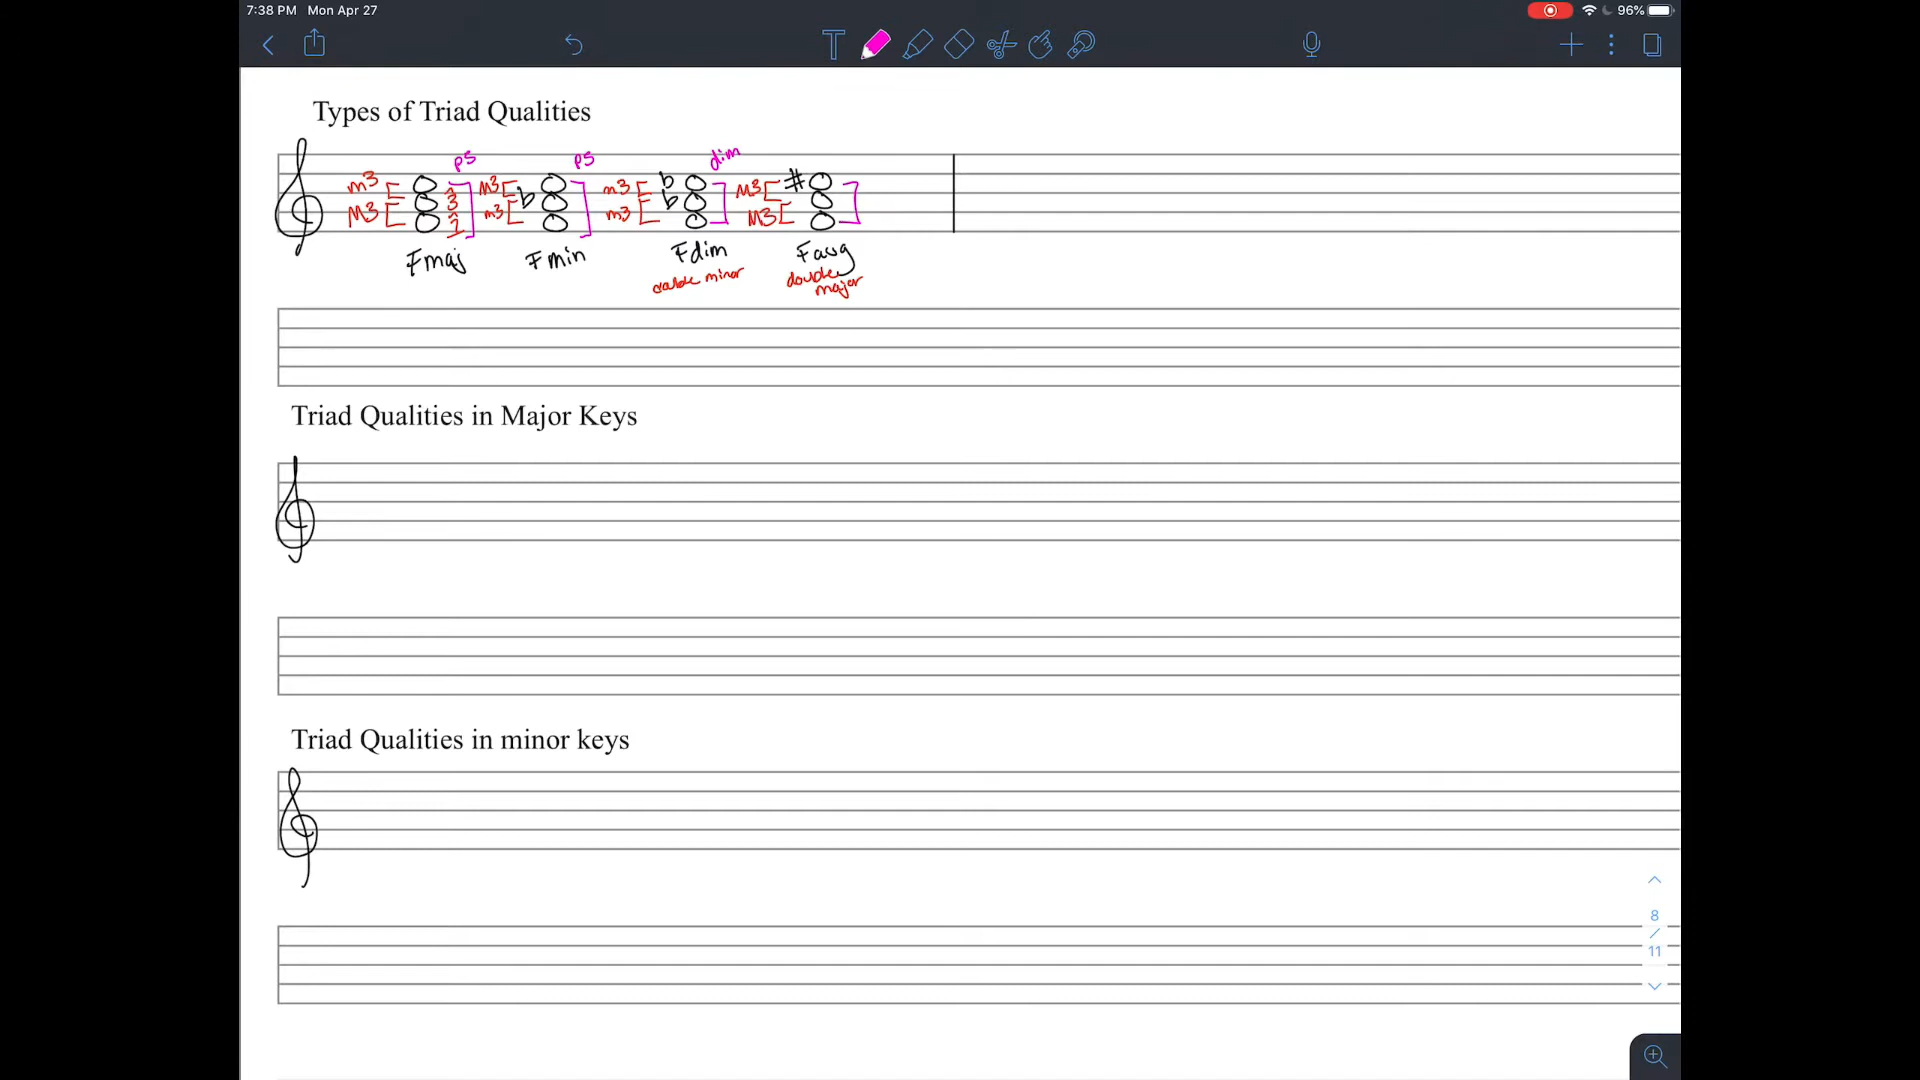 7:38 PM Mon Apr 27
96%
T
Types of Triad Qualities
P5 P5 dim
m3 M3 m3 M3
M3 m3 m3 M3
3
1
b b b #
Fmaj Fmin Fdim Faug
double minor double
major
Triad Qualities in Major Keys
Triad Qualities in minor keys
8
/
11